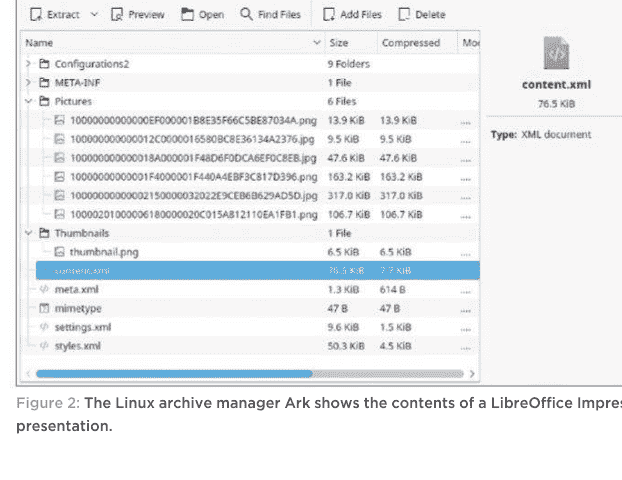 Extract Preview Open Find Files Add Files Delete
Name Size Compressed
Configurations2 9 Folders
META-INF 1 File
Pictures 6 Files
10000000000000EF000001B8E35F66C5BE87034A.png 13.9 KiB 13.9 KiB ....
100000000000012C0000016580BC8E36134A2376.jpg 9.5 KiB 9.5 KiB ....
100000000000018A000001F48D6F0DCA6EF0C8EB.jpg 47.6 KiB 47.6 KiB ....
10000000000001F4000001F440A4EBF3C817D396.png 163.2 KiB 163.2 KiB ....
10000000000002150000032022E9CEB6B629AD5D.jpg 317.0 KiB 317.0 KiB ....
10000201000006180000020C015A812110EA1FB1.png 106.7 KiB 106.7 KiB ....
Thumbnails 1 File
thumbnail.png 6.5 KiB 6.5 KiB ....
content.xml 76.5 KiB 7.7 KiB
meta.xml 1.3 KiB 614 B ....
mimetype 47 B 47 B ....
settings.xml 9.6 KiB 1.5 KiB ....
styles.xml 50.3 KiB 4.5 KiB ....
content.xml
76.5 KiB
Type: XML document
Figure 2: The Linux archive manager Ark shows the contents of a LibreOffice Impres
presentation.